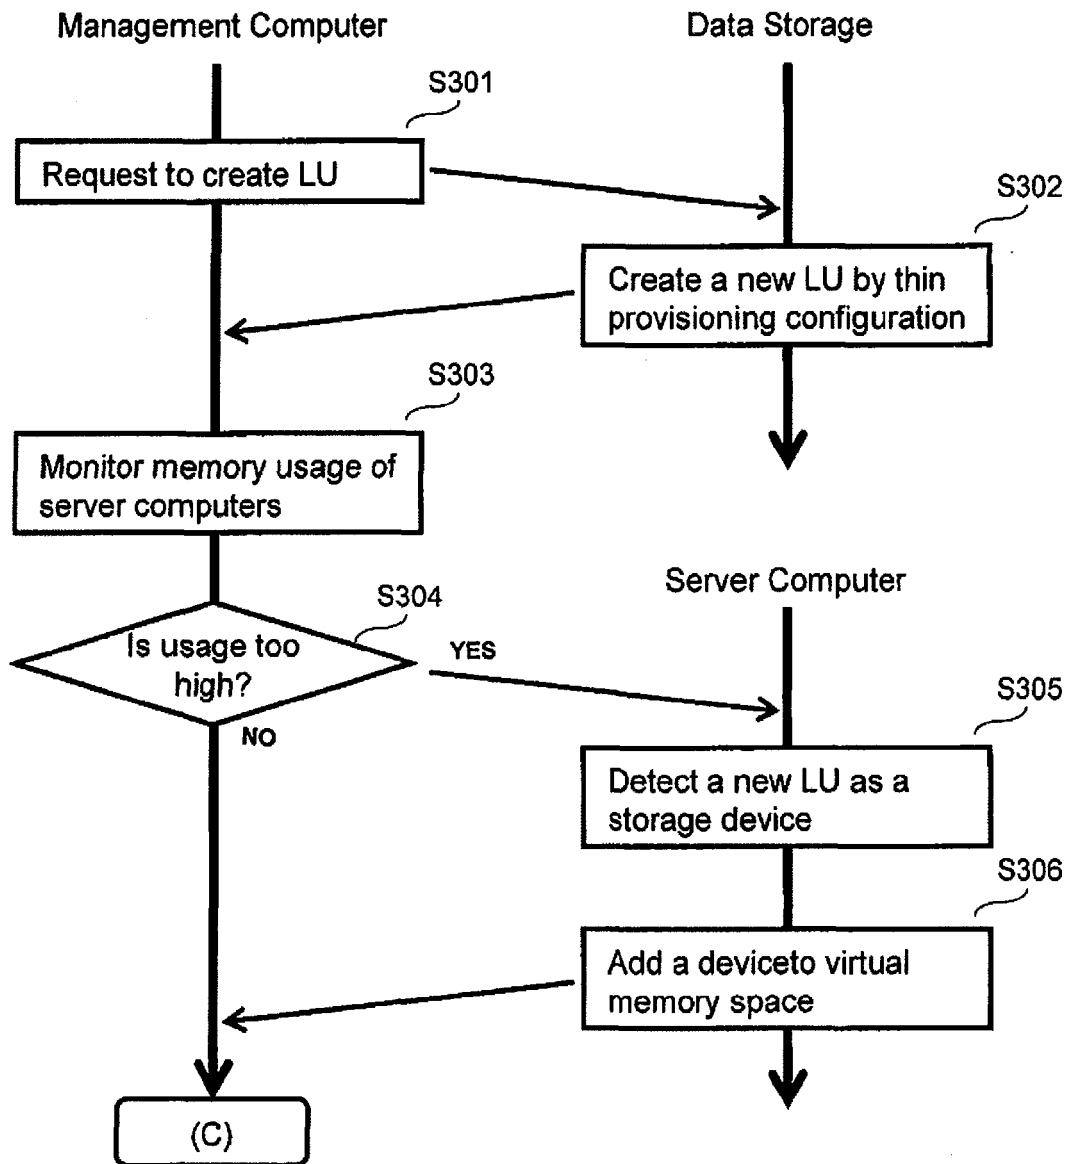 Management Computer
Data Storage
S301
Request to create LU
S302
Create a new LU by thin
provisioning configuration
S303
Monitor memory usage of
server computers
Server Computer
S304
Is usage too
high?
YES
NO
S305
Detect a new LU as a
storage device
S306
Add a deviceto virtual
memory space
(C)